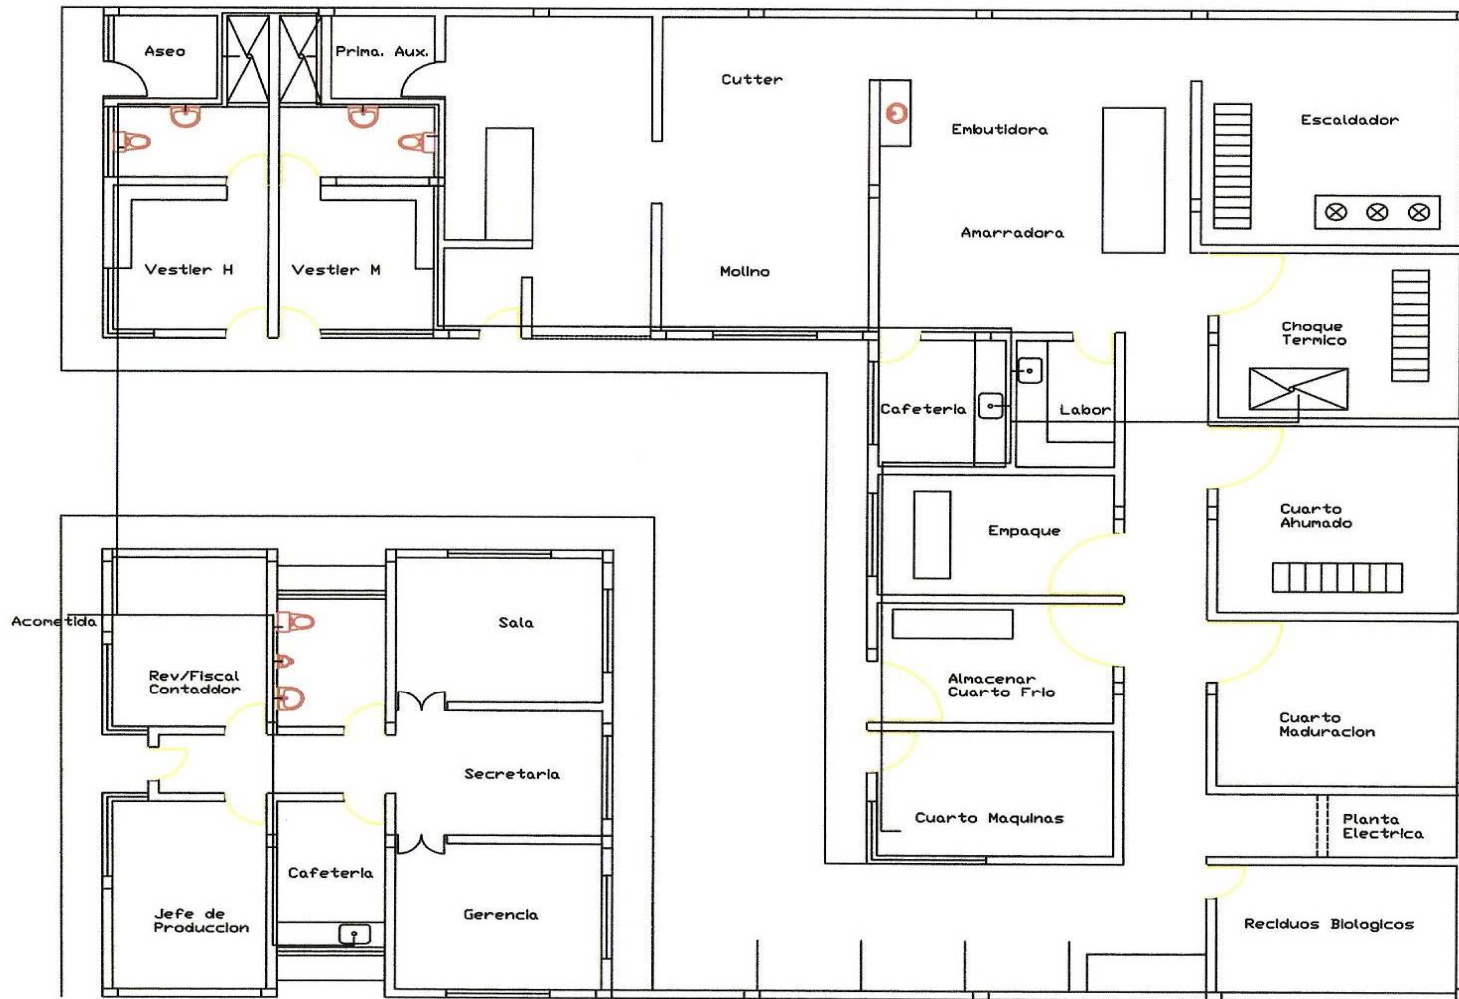 Aseo
Prima. Aux.
Cutter
Embutidora
Escaldador
Amarradora
Vestier H
Vestier M
Molino
Choque
Termico
Cafeteria
Labor
Cuarto
Ahumado
Empaque
Acometida
Sala
Rev/Fiscal
Contaddor
Almacenar
Cuarto Frio
Cuarto
Maduracion
Secretaria
Cuarto Maquinas
Planta
Electrica
Cafeteria
Jefe de
Produccion
Gerencia
Reciduos Biologicos